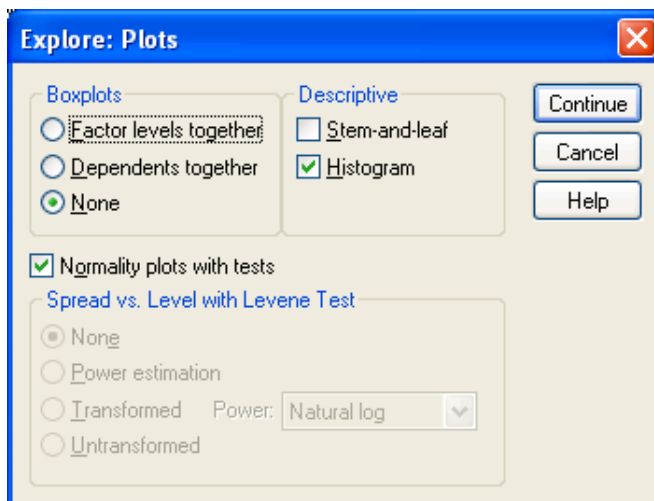 Explore: Plots
Boxplots
Factor levels together
Dependents together
None
Descriptive
Stem-and-leaf
Histogram
Continue
Cancel
Help
Normality plots with tests
Spread vs. Level with Levene Test
None
Power estimation
Transformed Power: Natural log
Untransformed